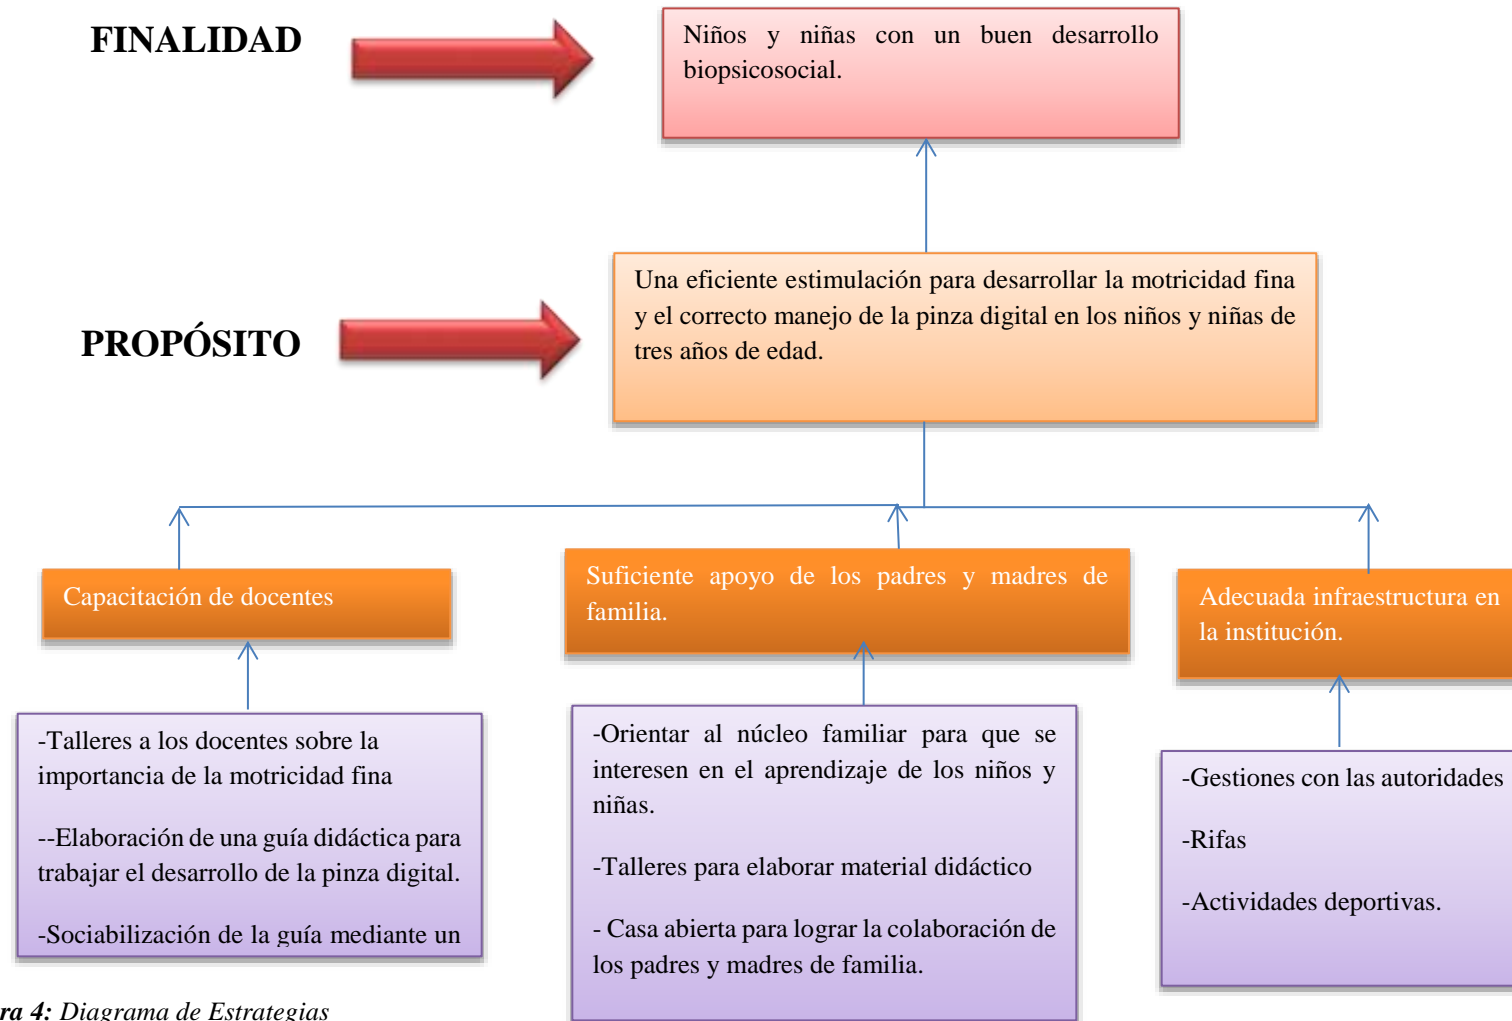 FINALIDAD
Niños y niñas con un buen desarrollo
biopsicosocial.
PROPÓSITO
Una eficiente estimulación para desarrollar la motricidad fina
y el correcto manejo de la pinza digital en los niños y niñas de
tres años de edad.
Capacitación de docentes
Suficiente apoyo de los padres y madres de
familia.
Adecuada infraestructura en
la institución.
-Talleres a los docentes sobre la
importancia de la motricidad fina
--Elaboración de una guía didáctica para
trabajar el desarrollo de la pinza digital.
-Sociabilización de la guía mediante un
-Orientar al núcleo familiar para que se
interesen en el aprendizaje de los niños y
niñas.
-Talleres para elaborar material didáctico
- Casa abierta para lograr la colaboración de
los padres y madres de familia.
-Gestiones con las autoridades
-Rifas
-Actividades deportivas.
ra 4: Diagrama de Estrategias